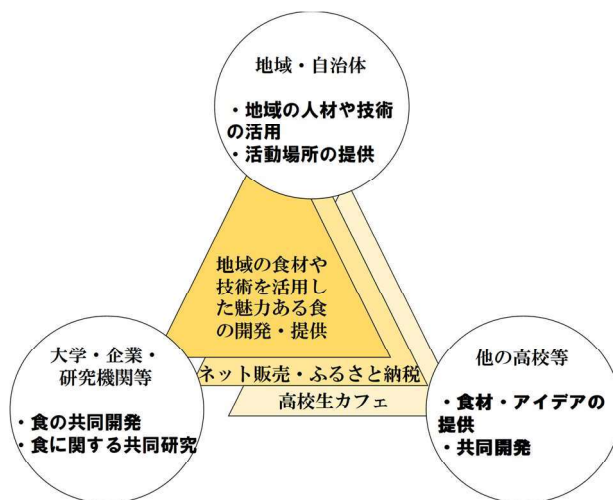 地域・自治体
・地域の人材や技術
の活用
・活動場所の提供
地域の食材や
技術を活用し
た魅力ある食
の開発・提供
大学・企業・
研究機関等
・食の共同開発
・食に関する共同研究
ネット販売・ふるさと納税
高校生カフェ
他の高校等
・食材・アイデアの
提供
・共同開発